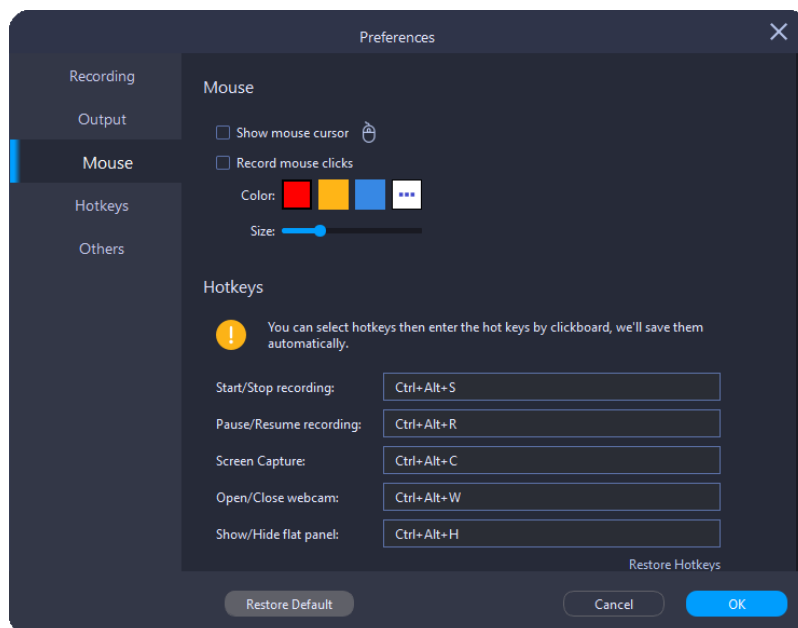 Preferences
Recording
Output
Mouse
Hotkeys
Others
Mouse
Show mouse cursor
Record mouse clicks
Color:
Size:
Hotkeys
You can select hotkeys then enter the hot keys by clickboard, we'll save them
automatically.
Start/Stop recording: Ctrl+Alt+S
Pause/Resume recording: Ctrl+Alt+R
Screen Capture: Ctrl+Alt+C
Open/Close webcam: Ctrl+Alt+W
Show/Hide flat panel: Ctrl+Alt+H
Restore Hotkeys
Restore Default Cancel OK